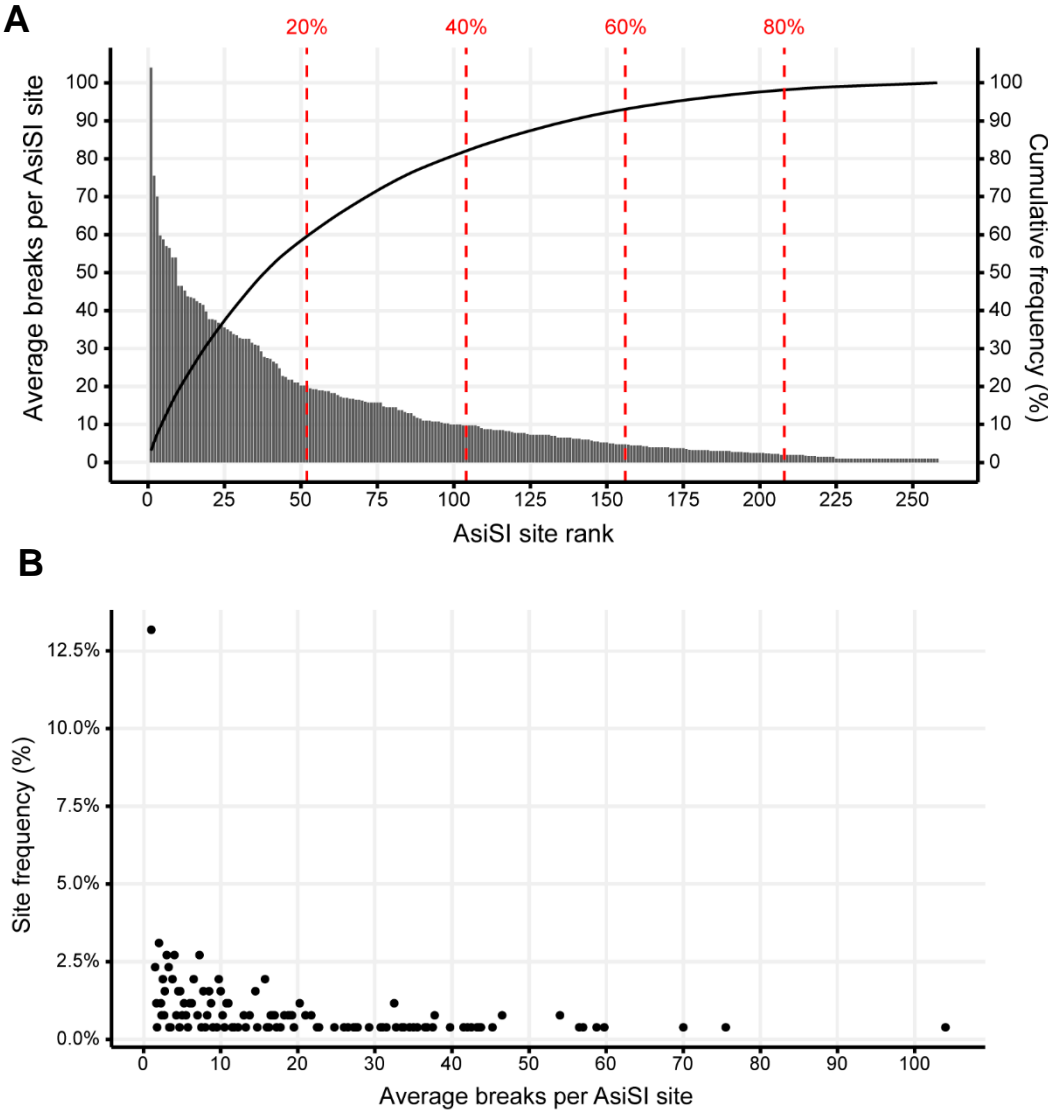 A
20% 40% 60% 80%
Average breaks per AsiSI site
100 90 80 70 60 50 40 30 20 10 0
100 90 80 70 60 50 40 30 20 10 0
Cumulative frequency (%)
0 25 50 75 100 125 150 175 200 225 250
AsiSI site rank
B
Site frequency (%)
12.5%
10.0%
7.5%
5.0%
2.5%
0.0%
0 10 20 30 40 50 60 70 80 90 100
Average breaks per AsiSI site